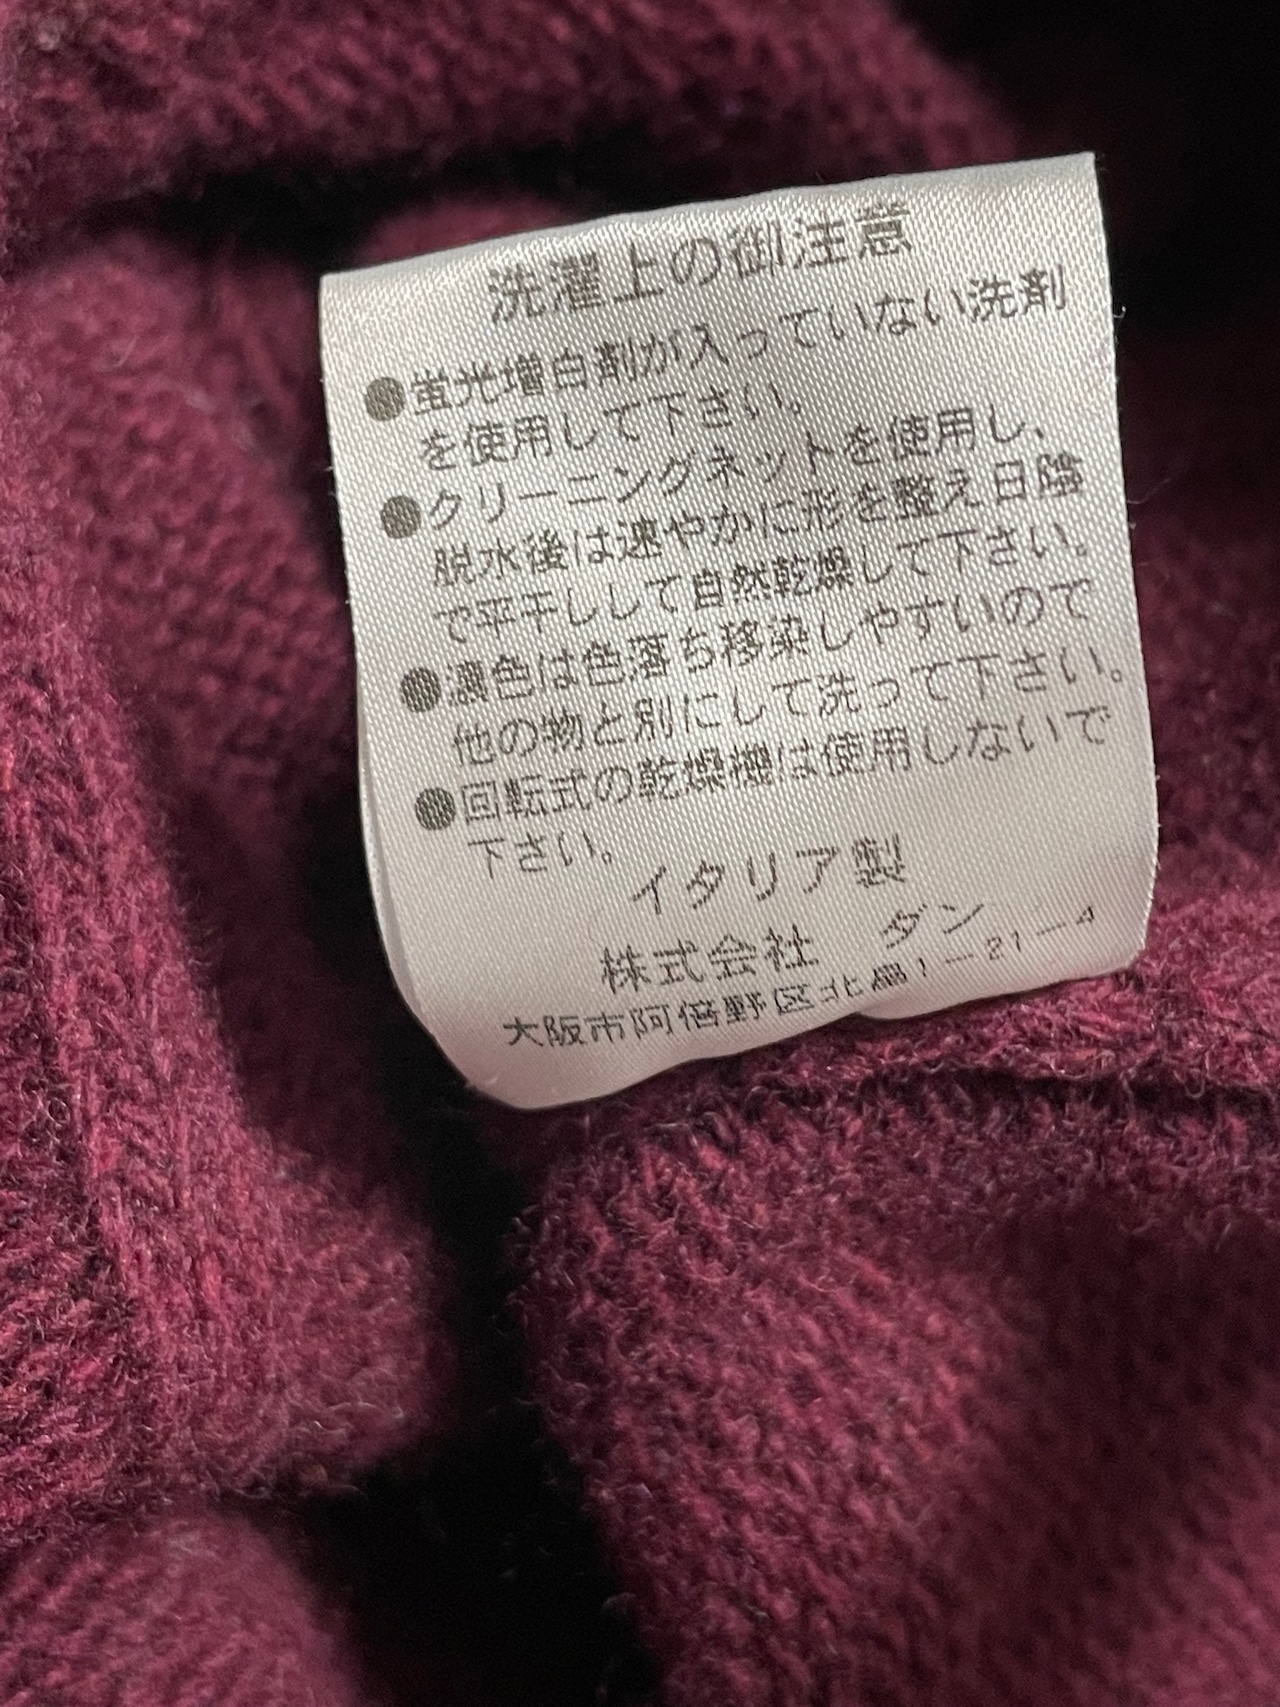 洗濯上の御注意
●蛍光増白剤が入っていない洗剤
を使用して下さい。
●クリーニングネットを使用し、
脱水後は速やかに形を整え日陰
で平干しして自然乾燥して下さい。
●濃色は色落ち移染しやすいので
他の物と別にして洗って下さい。
●回転式の乾燥機は使用しないで
下さい。
イタリア製
株式会社 ダン
大阪市阿倍野区北畠1-21-4